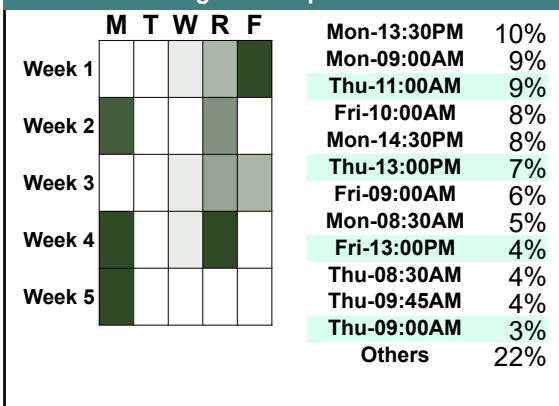 M T W R F
Week 1
Week 2
Week 3
Week 4
Week 5
Mon-13:30PM 10%
Mon-09:00AM 9%
Thu-11:00AM 9%
Fri-10:00AM 8%
Mon-14:30PM 8%
Thu-13:00PM 7%
Fri-09:00AM 6%
Mon-08:30AM 5%
Fri-13:00PM 4%
Thu-08:30AM 4%
Thu-09:45AM 4%
Thu-09:00AM 3%
Others 22%